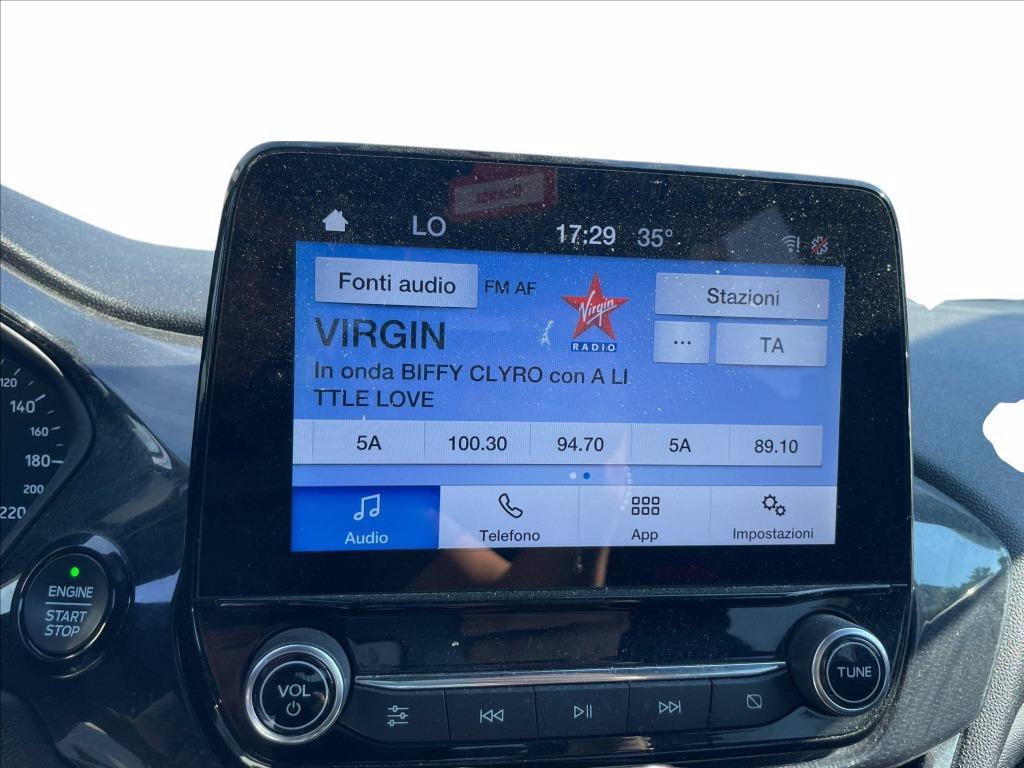 LO
17:29 35°
Fonti audio
FM AF
Virgin
RADIO
Stazioni
VIRGIN
...
TA
In onda BIFFY CLYRO con A LI
TTLE LOVE
5A
100.30
94.70
5A
89.10
Audio
Telefono
App
Impostazioni
120
140
160
180
200
220
ENGINE
START
STOP
VOL
TUNE